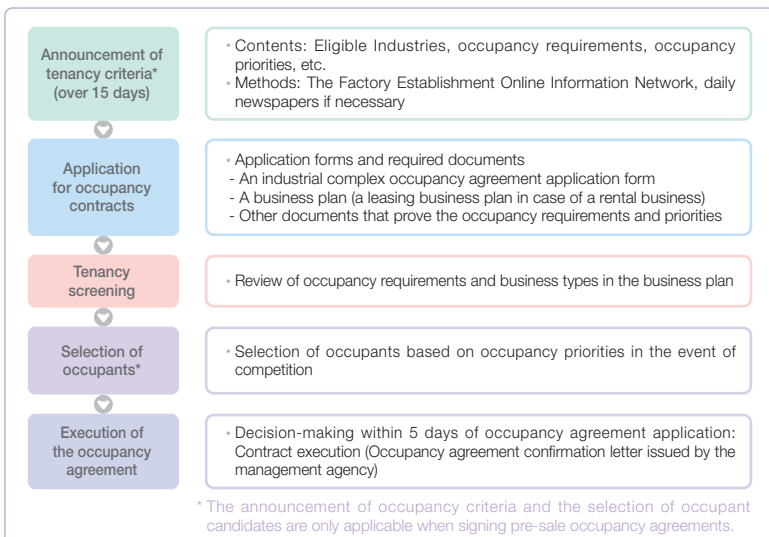 Announcement of
tenancy criteria*
(over 15 days)
• Contents: Eligible Industries, occupancy requirements, occupancy
priorities, etc.
• Methods: The Factory Establishment Online Information Network, daily
newspapers if necessary
Application
for occupancy
contracts
• Application forms and required documents
- An industrial complex occupancy agreement application form
- A business plan (a leasing business plan in case of a rental business)
- Other documents that prove the occupancy requirements and priorities
Tenancy
screening
• Review of occupancy requirements and business types in the business plan
Selection of
occupants*
• Selection of occupants based on occupancy priorities in the event of
competition
Execution of
the occupancy
agreement
• Decision-making within 5 days of occupancy agreement application:
Contract execution (Occupancy agreement confirmation letter issued by the
management agency)
* The announcement of occupancy criteria and the selection of occupant
candidates are only applicable when signing pre-sale occupancy agreements.